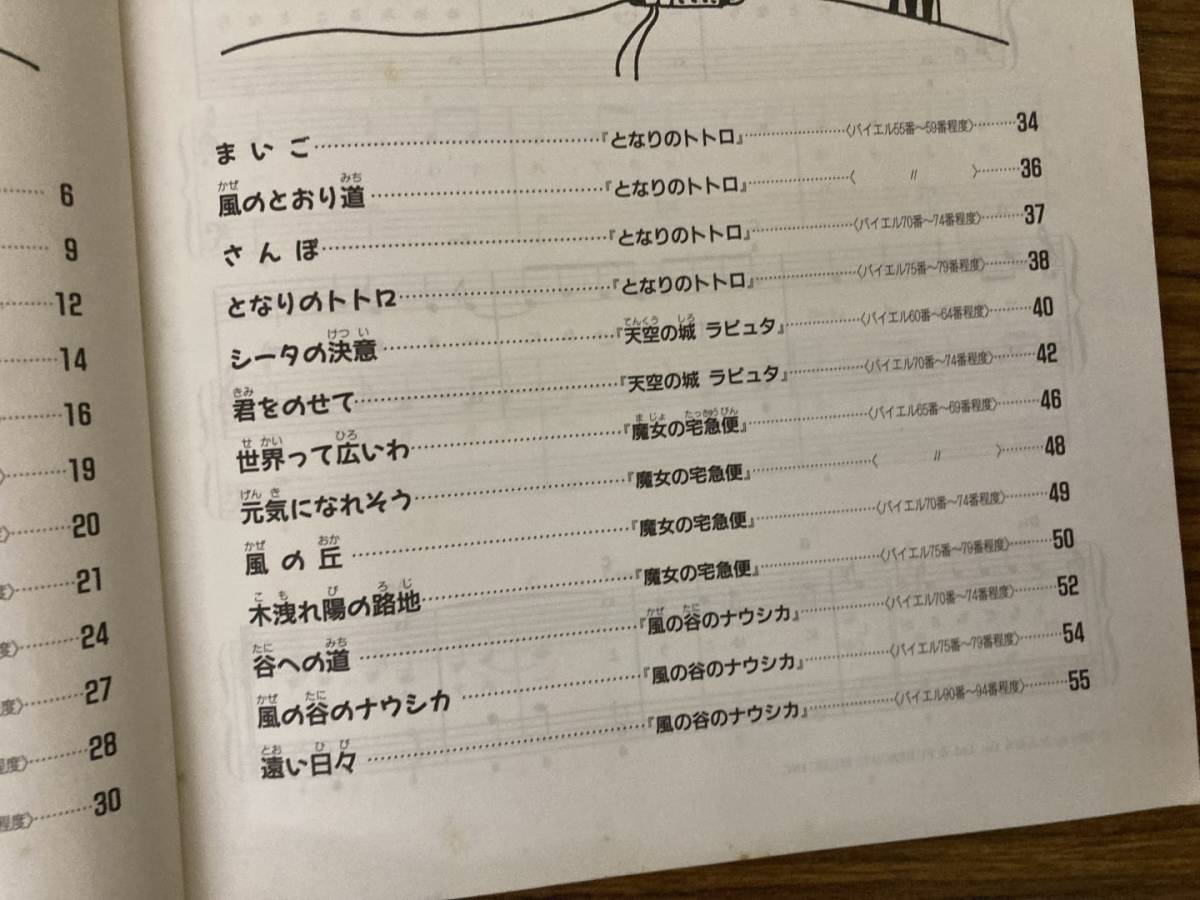 6
9
12
14
16
19
20
21
24
27
28
程度〉 30
まいご 『となりのトトロ』 〈バイエル55番〜59番程度〉 34
風のとおり道 『となりのトトロ』 〈 〃 〉 36
さんぽ 『となりのトトロ』 〈バイエル70番〜74番程度〉 37
となりのトトロ 『となりのトトロ』 〈バイエル75番〜79番程度〉 38
シータの決意 『天空の城 ラピュタ』 〈バイエル60番〜64番程度〉 40
君をのせて 『天空の城 ラピュタ』 〈バイエル70番〜74番程度〉 42
世界って広いわ 『魔女の宅急便』 〈バイエル65番〜69番程度〉 46
元気になれそう 『魔女の宅急便』 〈 〃 〉 48
風の丘 『魔女の宅急便』 〈バイエル70番〜74番程度〉 49
木洩れ陽の路地 『魔女の宅急便』 〈バイエル75番〜79番程度〉 50
谷への道 『風の谷のナウシカ』 〈バイエル70番〜74番程度〉 52
風の谷のナウシカ 『風の谷のナウシカ』 〈バイエル75番〜79番程度〉 54
遠い日々 『風の谷のナウシカ』 〈バイエル90番〜94番程度〉 55